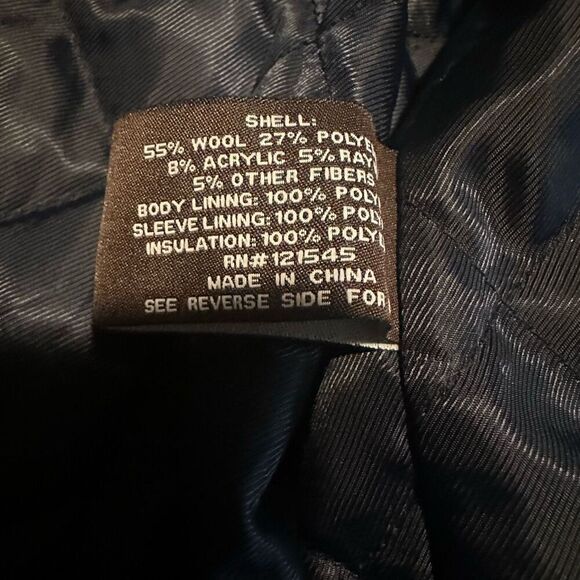 SHELL:
55% WOOL 27% POLYE
8% ACRYLIC 5% RAY
5% OTHER FIBERS
BODY LINING: 100% POLY
SLEEVE LINING: 100% POLY
INSULATION: 100% POLY
RN# 121545
MADE IN CHINA
SEE REVERSE SIDE FOR